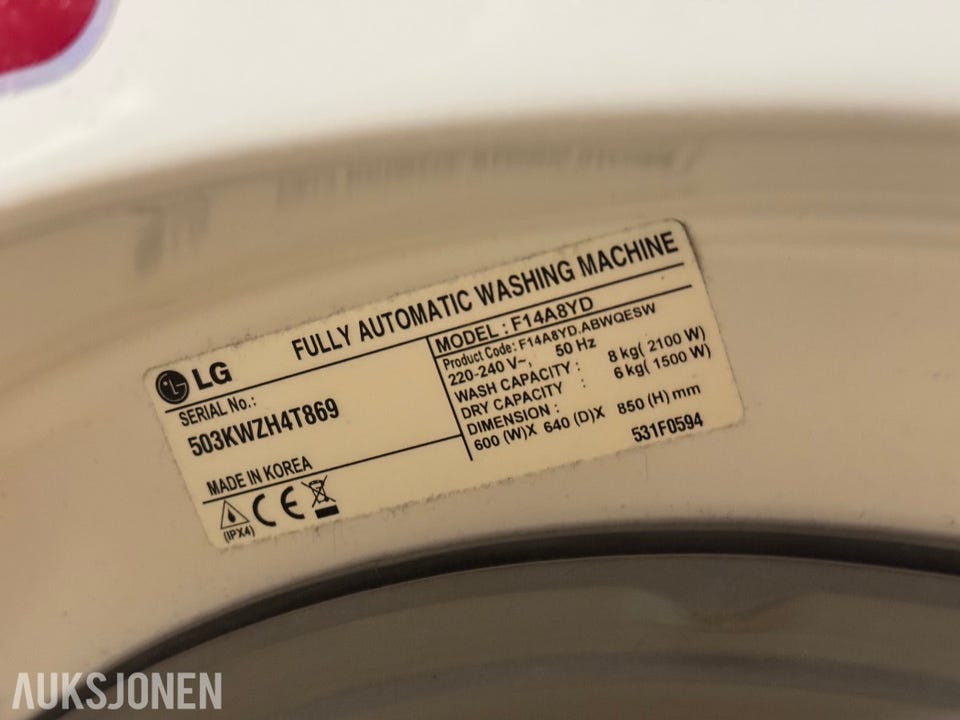 FULLY AUTOMATIC WASHING MACHINE
LG
SERIAL No.:
503KWZH4T869
MADE IN KOREA
(IPX4)
CE
MODEL : F14A8YD
Product Code: F14A8YD.ABWQESW
220-240 V~, 50 Hz
WASH CAPACITY : 8 kg( 2100 W)
DRY CAPACITY : 6 kg( 1500 W)
DIMENSION :
600 (W)X 640 (D)X 850 (H) mm
531F0594
AUKSJONEN